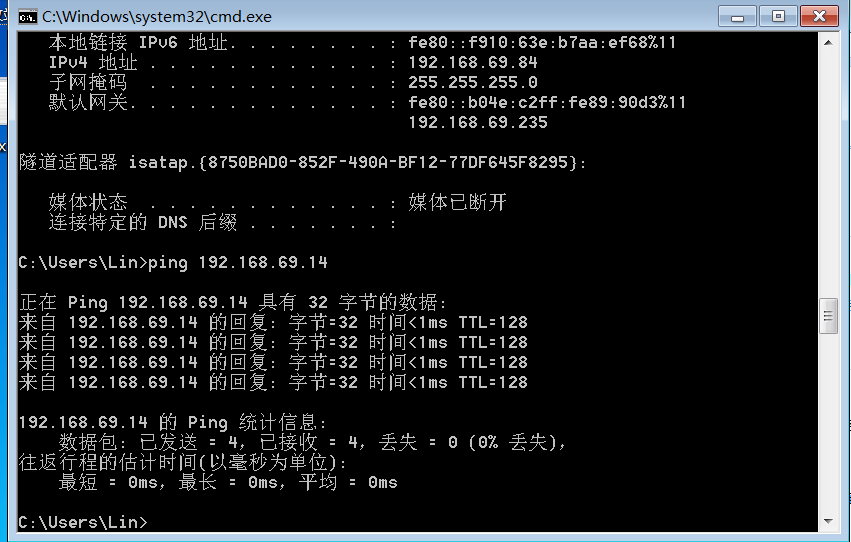 C:\Windows\system32\cmd.exe
本地链接 IPv6 地址. . . . . . . . : fe80::f910:63e:b7aa:ef68%11
IPv4 地址 . . . . . . . . . . . . : 192.168.69.84
子网掩码  . . . . . . . . . . . . : 255.255.255.0
默认网关. . . . . . . . . . . . . : fe80::b04e:c2ff:fe89:90d3%11
192.168.69.235
隧道适配器 isatap.{8750BAD0-852F-490A-BF12-77DF645F8295}:
媒体状态  . . . . . . . . . . . . : 媒体已断开
连接特定的 DNS 后缀 . . . . . . . :
C:\Users\Lin>ping 192.168.69.14
正在 Ping 192.168.69.14 具有 32 字节的数据:
来自 192.168.69.14 的回复: 字节=32 时间<1ms TTL=128
来自 192.168.69.14 的回复: 字节=32 时间<1ms TTL=128
来自 192.168.69.14 的回复: 字节=32 时间<1ms TTL=128
来自 192.168.69.14 的回复: 字节=32 时间<1ms TTL=128
192.168.69.14 的 Ping 统计信息:
数据包: 已发送 = 4，已接收 = 4，丢失 = 0 (0% 丢失)，
往返行程的估计时间(以毫秒为单位):
最短 = 0ms，最长 = 0ms，平均 = 0ms
C:\Users\Lin>